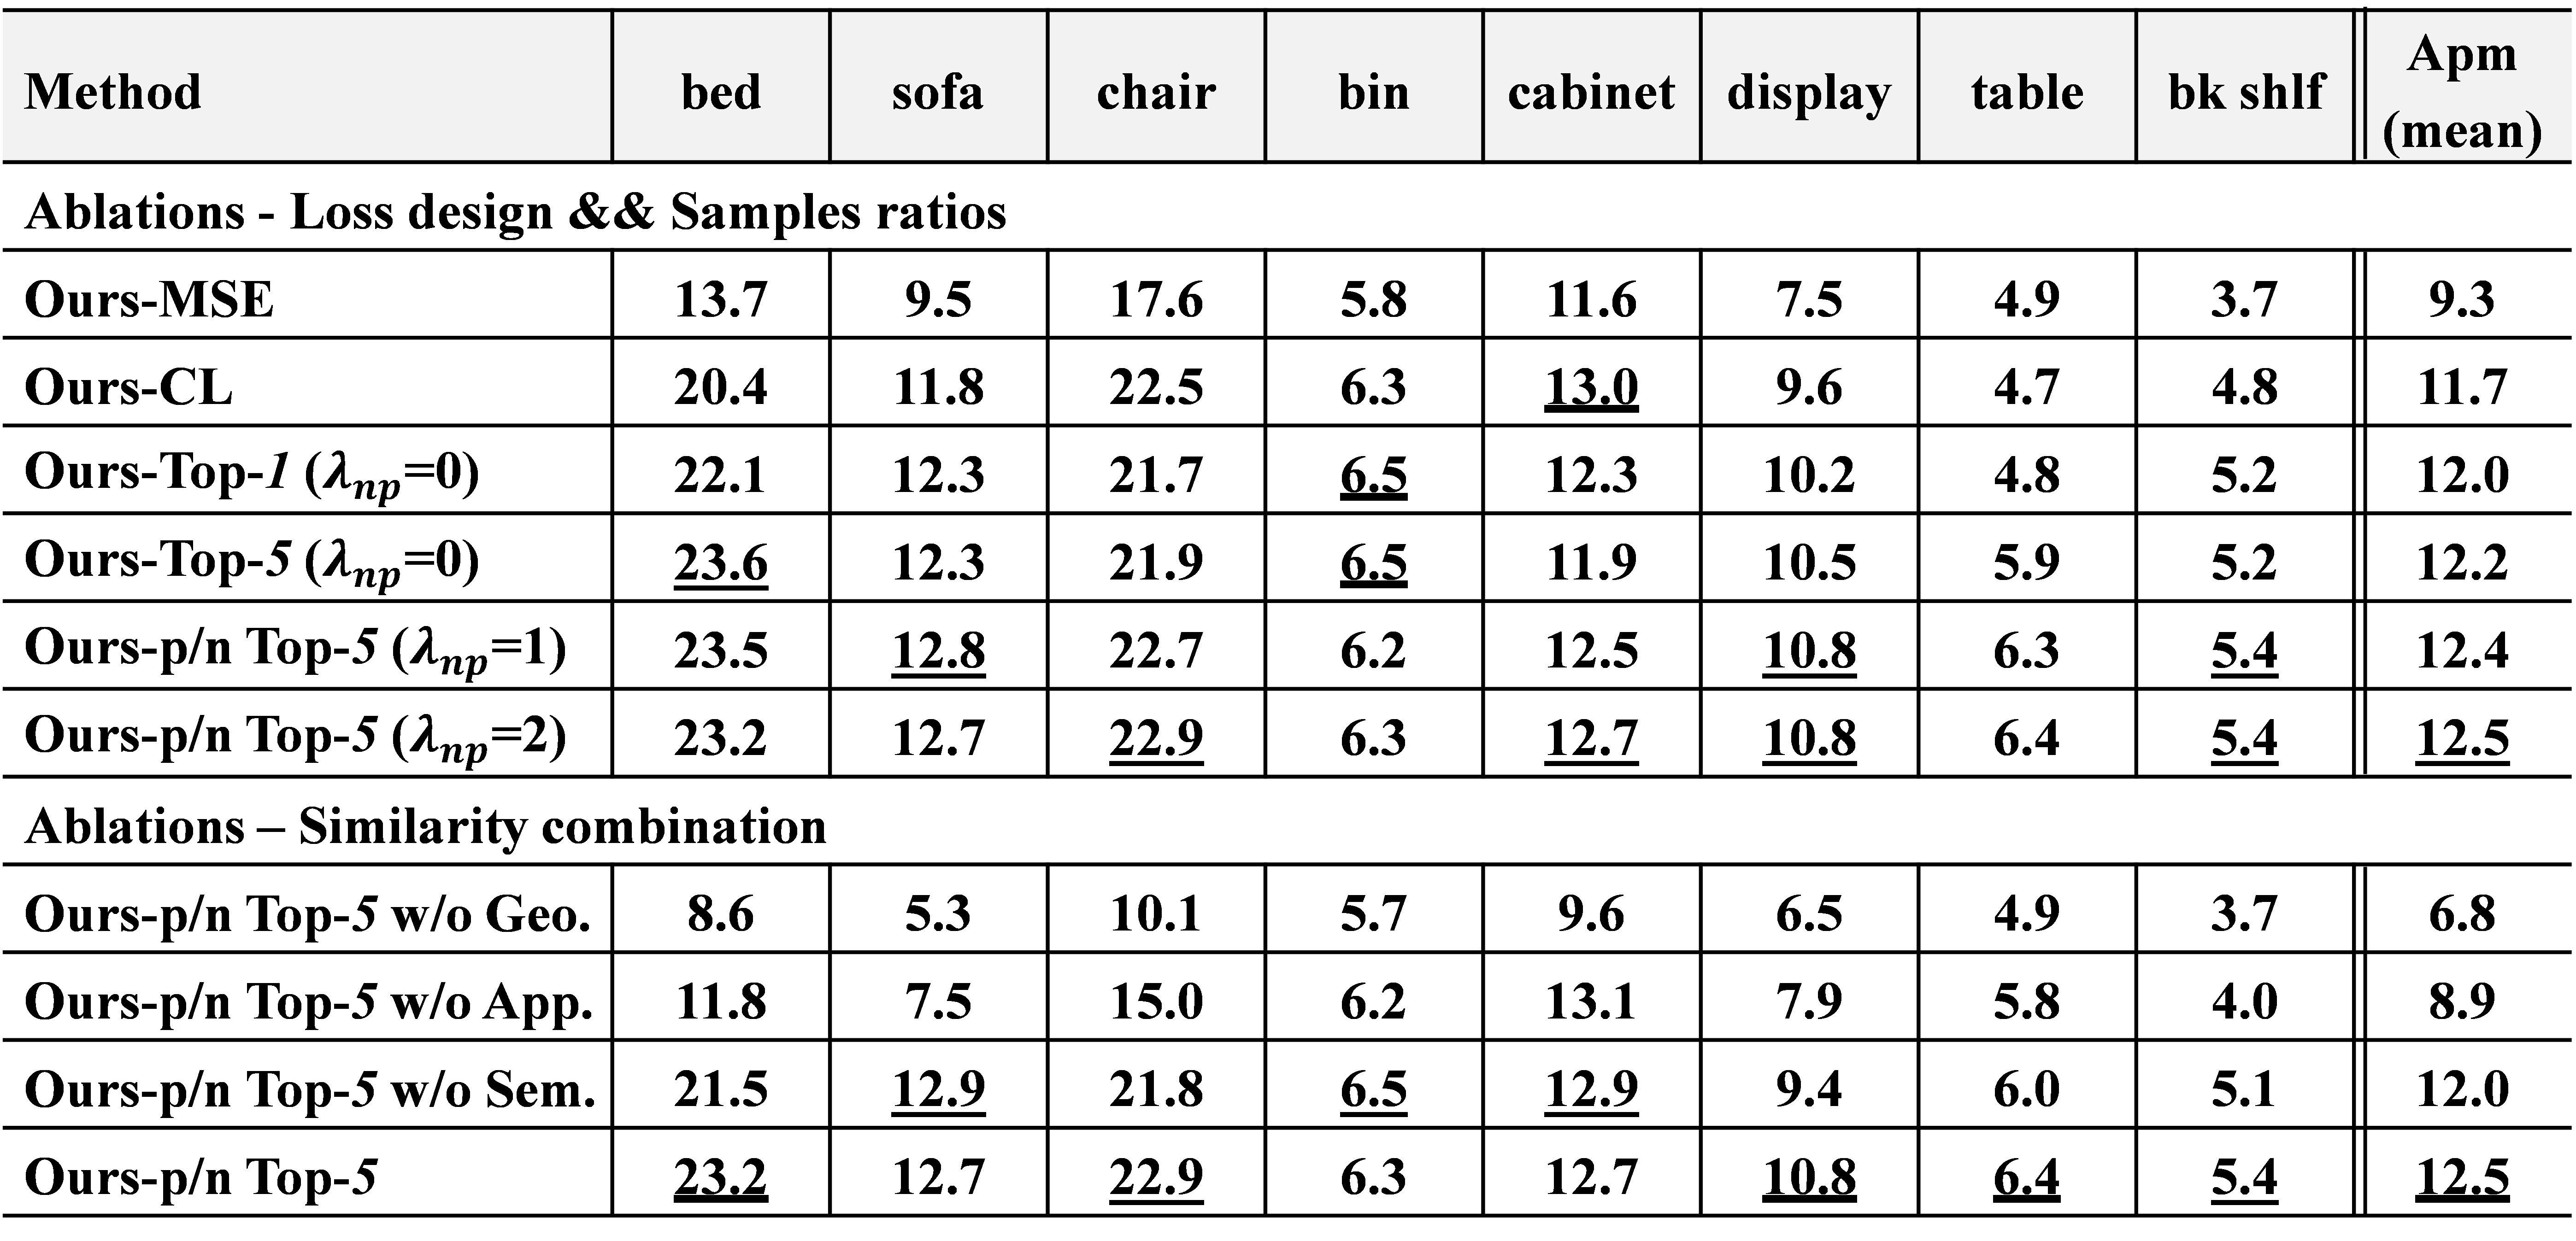 Method bed sofa chair bin cabinet display table bk shlf Apm (mean)
Ablations - Loss design && Samples ratios
Ours-MSE 13.7 9.5 17.6 5.8 11.6 7.5 4.9 3.7 9.3
Ours-CL 20.4 11.8 22.5 6.3 13.0 9.6 4.7 4.8 11.7
Ours-Top-1 (λnp=0) 22.1 12.3 21.7 6.5 12.3 10.2 4.8 5.2 12.0
Ours-Top-5 (λnp=0) 23.6 12.3 21.9 6.5 11.9 10.5 5.9 5.2 12.2
Ours-p/n Top-5 (λnp=1) 23.5 12.8 22.7 6.2 12.5 10.8 6.3 5.4 12.4
Ours-p/n Top-5 (λnp=2) 23.2 12.7 22.9 6.3 12.7 10.8 6.4 5.4 12.5
Ablations – Similarity combination
Ours-p/n Top-5 w/o Geo. 8.6 5.3 10.1 5.7 9.6 6.5 4.9 3.7 6.8
Ours-p/n Top-5 w/o App. 11.8 7.5 15.0 6.2 13.1 7.9 5.8 4.0 8.9
Ours-p/n Top-5 w/o Sem. 21.5 12.9 21.8 6.5 12.9 9.4 6.0 5.1 12.0
Ours-p/n Top-5 23.2 12.7 22.9 6.3 12.7 10.8 6.4 5.4 12.5